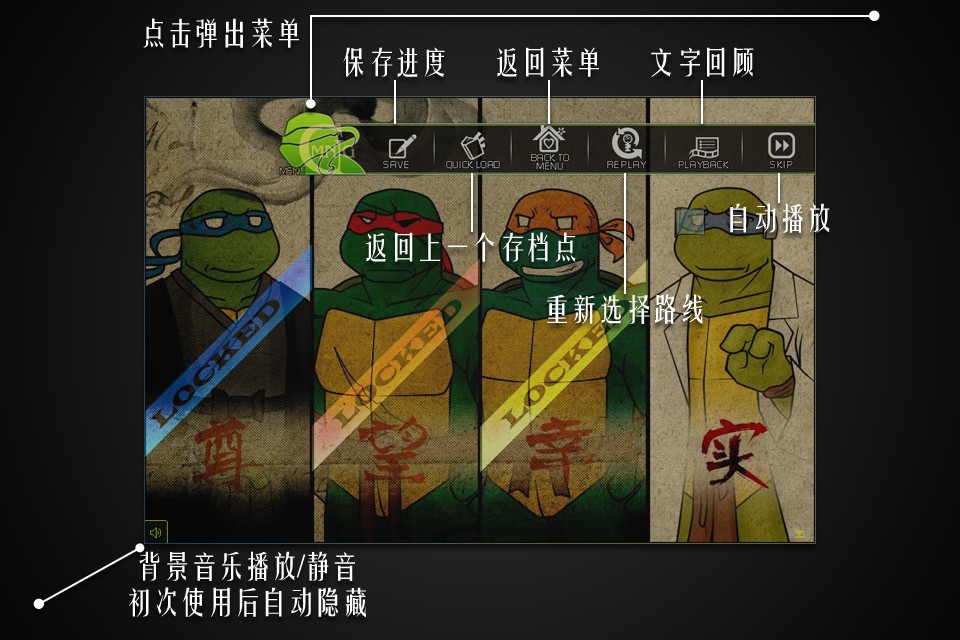 点击弹出菜单
保存进度
返回菜单
文字回顾
MENU
SAVE
QUICK LOAD
BACK TO
MENU
REPLAY
PLAYBACK
SKIP
自动播放
返回上一个存档点
重新选择路线
LOCKED
LOCKED
LOCKED
尊
望
幸
实
背景音乐播放/静音
初次使用后自动隐藏